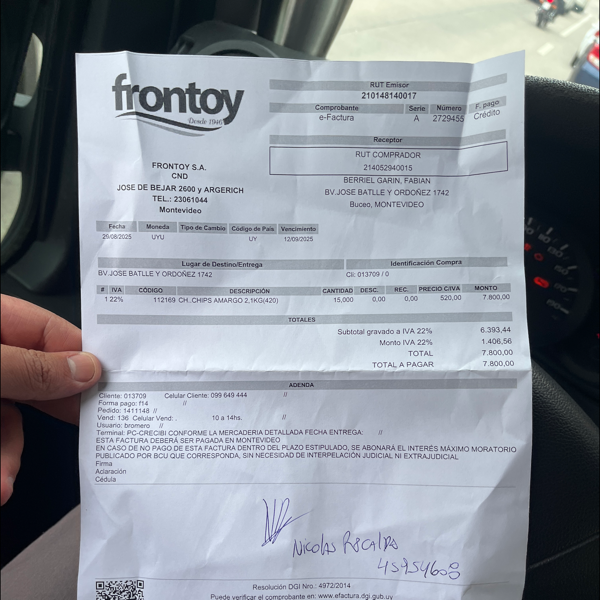 frontoy
Desde 1946
RUT Emisor
210148140017
Comprobante Serie Número F. pago
e-Factura A 2729455 Crédito
Receptor
RUT COMPRADOR
214052940015
BERRIEL GARIN, FABIAN
BV.JOSE BATLLE Y ORDOÑEZ 1742
Buceo, MONTEVIDEO
FRONTOY S.A.
CND
JOSE DE BEJAR 2600 y ARGERICH
TEL.: 23061044
Montevideo
Fecha Moneda Tipo de Cambio Código de País Vencimiento
29/08/2025 UYU UY 12/09/2025
Lugar de Destino/Entrega Identificación Compra
BV.JOSE BATLLE Y ORDOÑEZ 1742 Cli: 013709 / 0
# IVA CÓDIGO DESCRIPCIÓN CANTIDAD DESC. REC. PRECIO C/IVA MONTO
1 22% 112169 CH..CHIPS AMARGO 2,1KG(420) 15,000 0,00 0,00 520,00 7.800,00
TOTALES
Subtotal gravado a IVA 22% 6.393,44
Monto IVA 22% 1.406,56
TOTAL 7.800,00
TOTAL A PAGAR 7.800,00
ADENDA
Cliente: 013709 Celular Cliente: 099 649 444 //
Forma pago: f14 //
Pedido: 1411148 //
Vend: 136 Celular Vend: . 10 a 14hs. //
Usuario: bromero //
Terminal: PC-CRECIBI CONFORME LA MERCADERIA DETALLADA FECHA ENTREGA: //
ESTA FACTURA DEBERÁ SER PAGADA EN MONTEVIDEO
EN CASO DE NO PAGO DE ESTA FACTURA DENTRO DEL PLAZO ESTIPULADO, SE ABONARÁ EL INTERÉS MÁXIMO MORATORIO
PUBLICADO POR BCU QUE CORRESPONDA, SIN NECESIDAD DE INTERPELACIÓN JUDICIAL NI EXTRAJUDICIAL
Firma
Aclaración
Cédula
NICOLAS
Resolución DGI Nro.: 4972/2014
Puede verificar el comprobante en: www.efactura.dgi.gub.uy